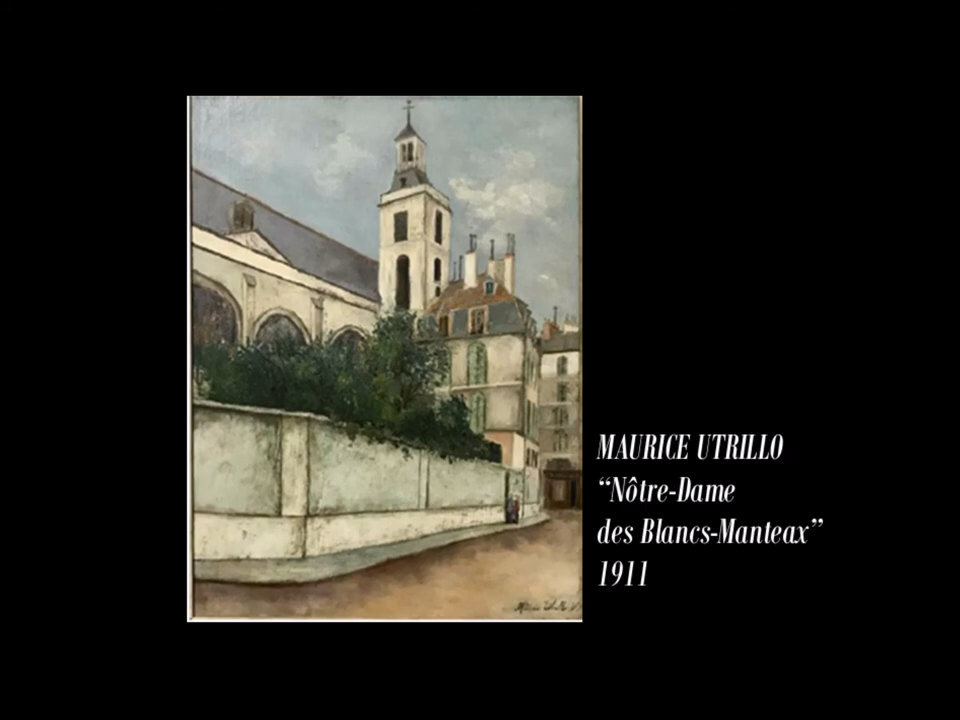 MAURICE UTRILLO
“Nôtre-Dame
des Blancs-Manteax”
1911